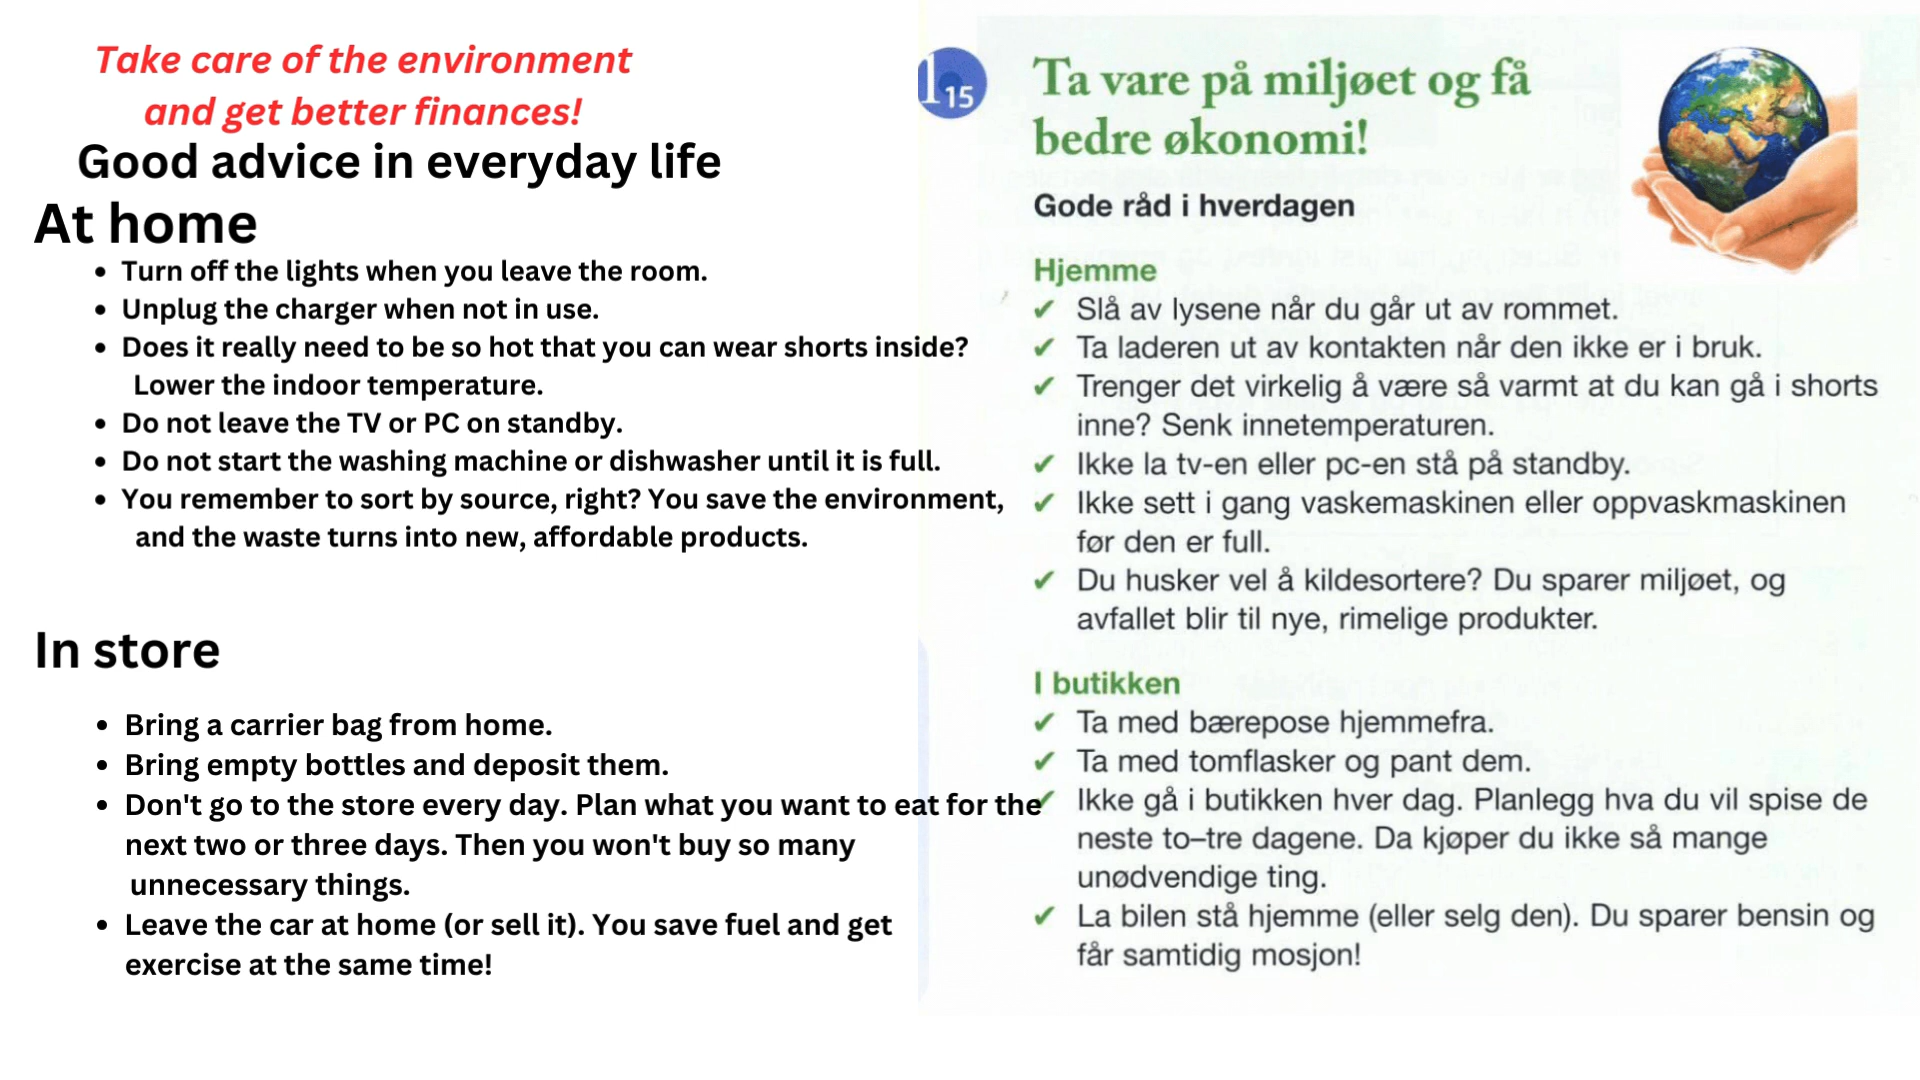 Take care of the environment
and get better finances!
Good advice in everyday life
At home
• Turn off the lights when you leave the room.
• Unplug the charger when not in use.
• Does it really need to be so hot that you can wear shorts inside?
Lower the indoor temperature.
• Do not leave the TV or PC on standby.
• Do not start the washing machine or dishwasher until it is full.
• You remember to sort by source, right? You save the environment,
and the waste turns into new, affordable products.
In store
• Bring a carrier bag from home.
• Bring empty bottles and deposit them.
• Don't go to the store every day. Plan what you want to eat for the
next two or three days. Then you won't buy so many
unnecessary things.
• Leave the car at home (or sell it). You save fuel and get
exercise at the same time!
15
Ta vare på miljøet og få
bedre økonomi!
Gode råd i hverdagen
Hjemme
✔ Slå av lysene når du går ut av rommet.
✔ Ta laderen ut av kontakten når den ikke er i bruk.
✔ Trenger det virkelig å være så varmt at du kan gå i shorts
inne? Senk innetemperaturen.
✔ Ikke la tv-en eller pc-en stå på standby.
✔ Ikke sett i gang vaskemaskinen eller oppvaskmaskinen
før den er full.
✔ Du husker vel å kildesortere? Du sparer miljøet, og
avfallet blir til nye, rimelige produkter.
I butikken
✔ Ta med bærepose hjemmefra.
✔ Ta med tomflasker og pant dem.
✔ Ikke gå i butikken hver dag. Planlegg hva du vil spise de
neste to–tre dagene. Da kjøper du ikke så mange
unødvendige ting.
✔ La bilen stå hjemme (eller selg den). Du sparer bensin og
får samtidig mosjon!